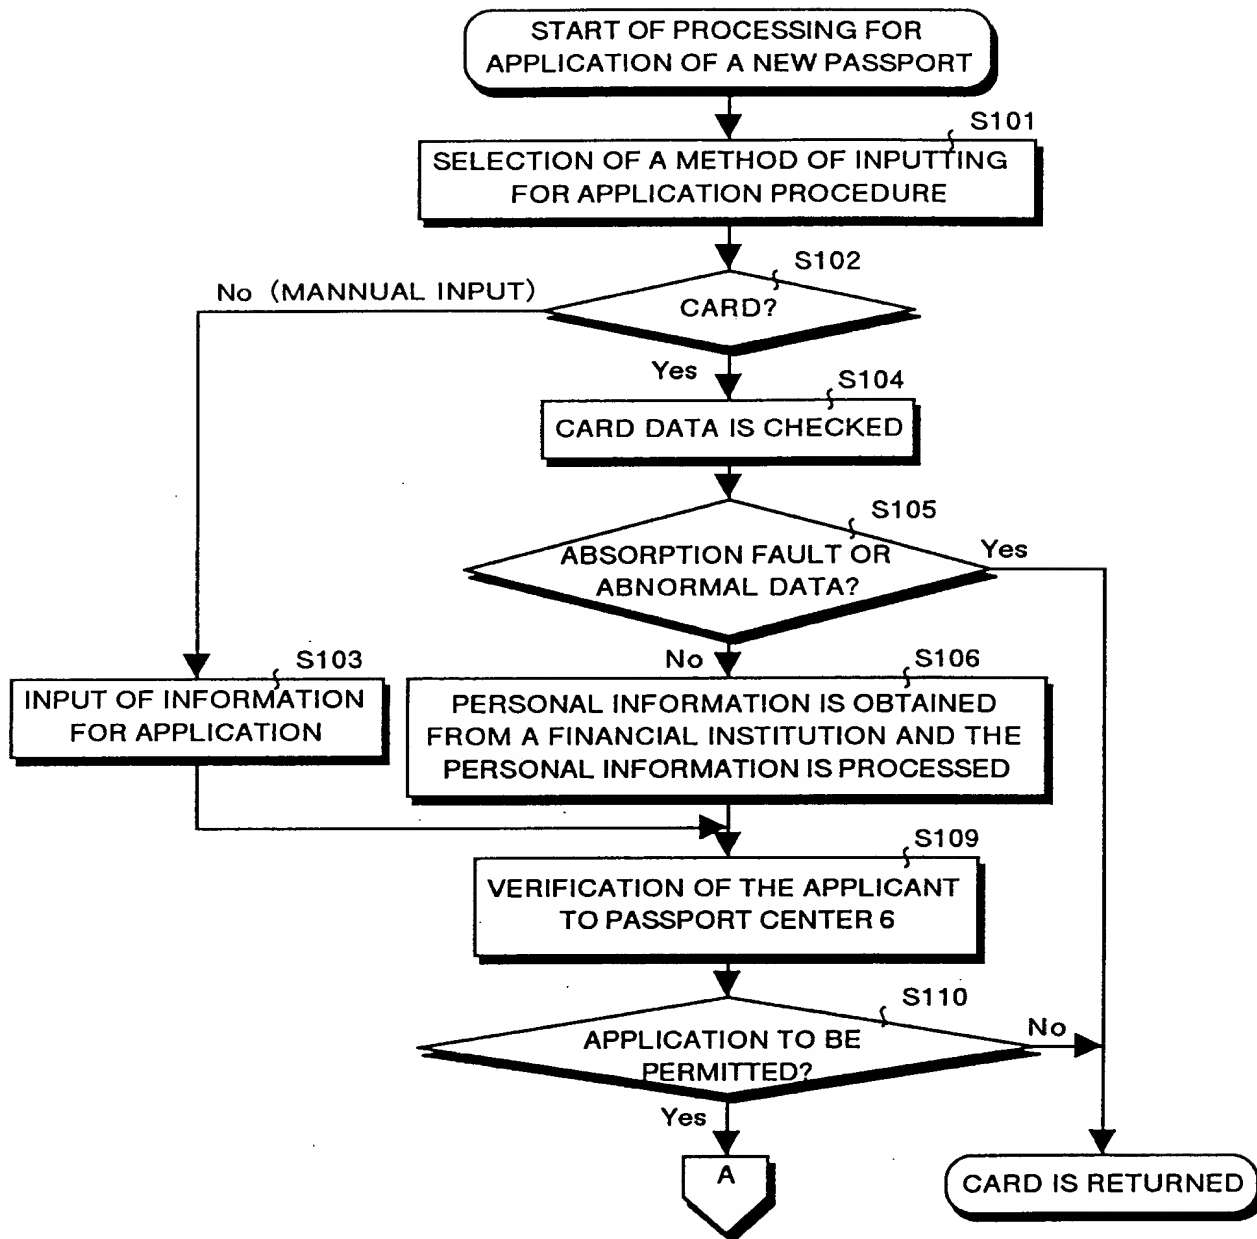 START OF PROCESSING FOR
APPLICATION OF A NEW PASSPORT
S101
SELECTION OF A METHOD OF INPUTTING
FOR APPLICATION PROCEDURE
S102
No (MANNUAL INPUT)
CARD?
Yes
S104
CARD DATA IS CHECKED
S105
ABSORPTION FAULT OR
ABNORMAL DATA?
Yes
No
S103
INPUT OF INFORMATION
FOR APPLICATION
S106
PERSONAL INFORMATION IS OBTAINED
FROM A FINANCIAL INSTITUTION AND THE
PERSONAL INFORMATION IS PROCESSED
S109
VERIFICATION OF THE APPLICANT
TO PASSPORT CENTER 6
S110
APPLICATION TO BE
PERMITTED?
No
Yes
A
CARD IS RETURNED